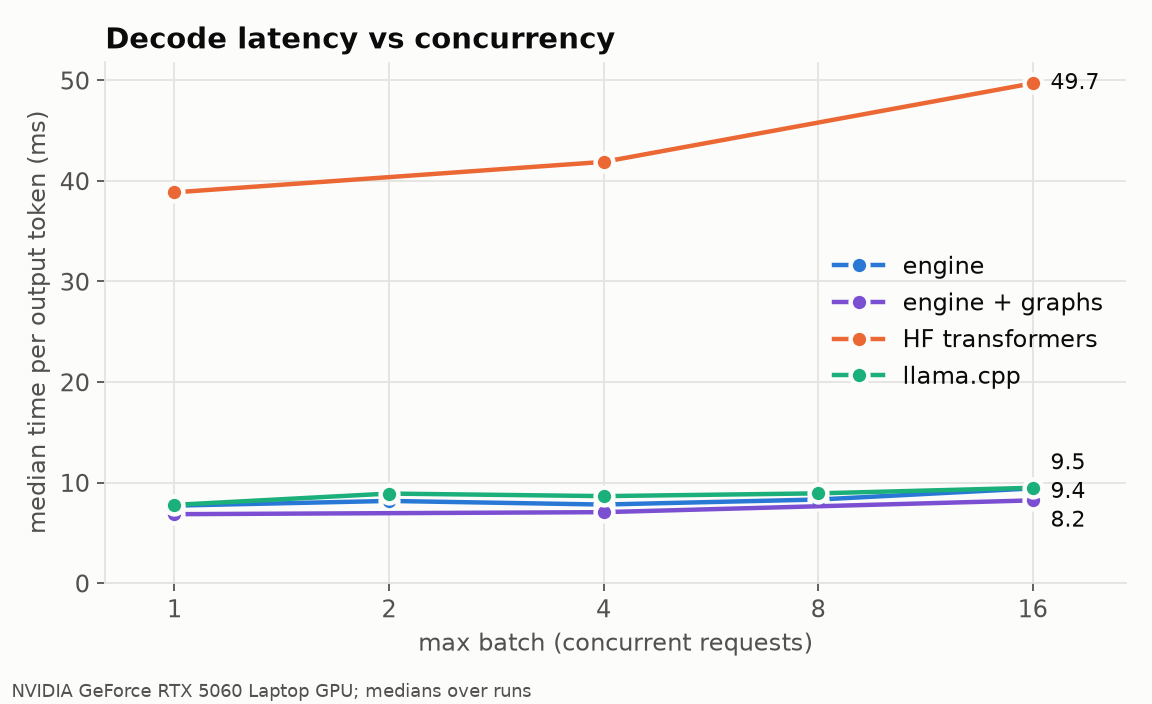 Decode latency vs concurrency
median time per output token (ms)
50
40
30
20
10
0
49.7
engine
engine + graphs
HF transformers
llama.cpp
9.5
9.4
8.2
1 2 4 8 16
max batch (concurrent requests)
NVIDIA GeForce RTX 5060 Laptop GPU; medians over runs